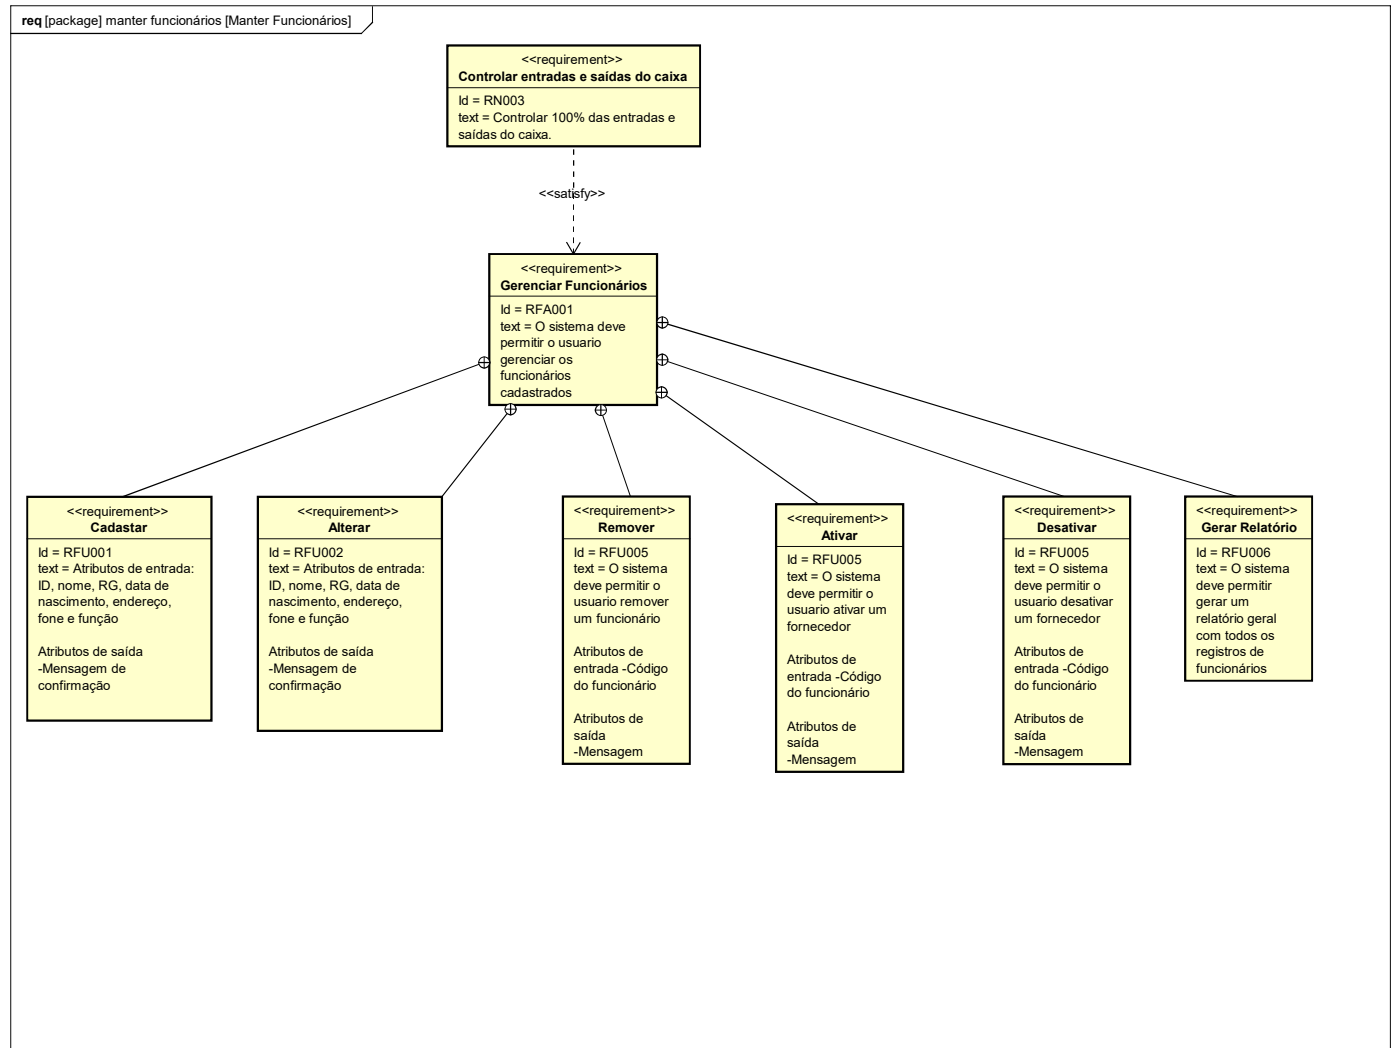 req [package] manter funcionários [Manter Funcionários]
<<requirement>>
Controlar entradas e saídas do caixa
Id = RN003
text = Controlar 100% das entradas e
saídas do caixa.
<<satisfy>>
<<requirement>>
Gerenciar Funcionários
Id = RFA001
text = O sistema deve
permitir o usuario
gerenciar os
funcionários
cadastrados
<<requirement>>
Cadastar
Id = RFU001
text = Atributos de entrada:
ID, nome, RG, data de
nascimento, endereço,
fone e função
Atributos de saída
-Mensagem de
confirmação
<<requirement>>
Alterar
Id = RFU002
text = Atributos de entrada:
ID, nome, RG, data de
nascimento, endereço,
fone e função
Atributos de saída
-Mensagem de
confirmação
<<requirement>>
Remover
Id = RFU005
text = O sistema
deve permitir o
usuario remover
um funcionário
Atributos de
entrada -Código
do funcionário
Atributos de
saída
-Mensagem
<<requirement>>
Ativar
Id = RFU005
text = O sistema
deve permitir o
usuario ativar um
fornecedor
Atributos de
entrada -Código
do funcionário
Atributos de
saída
-Mensagem
<<requirement>>
Desativar
Id = RFU005
text = O sistema
deve permitir o
usuario desativar
um fornecedor
Atributos de
entrada -Código
do funcionário
Atributos de
saída
-Mensagem
<<requirement>>
Gerar Relatório
Id = RFU006
text = O sistema
deve permitir
gerar um
relatório geral
com todos os
registros de
funcionários